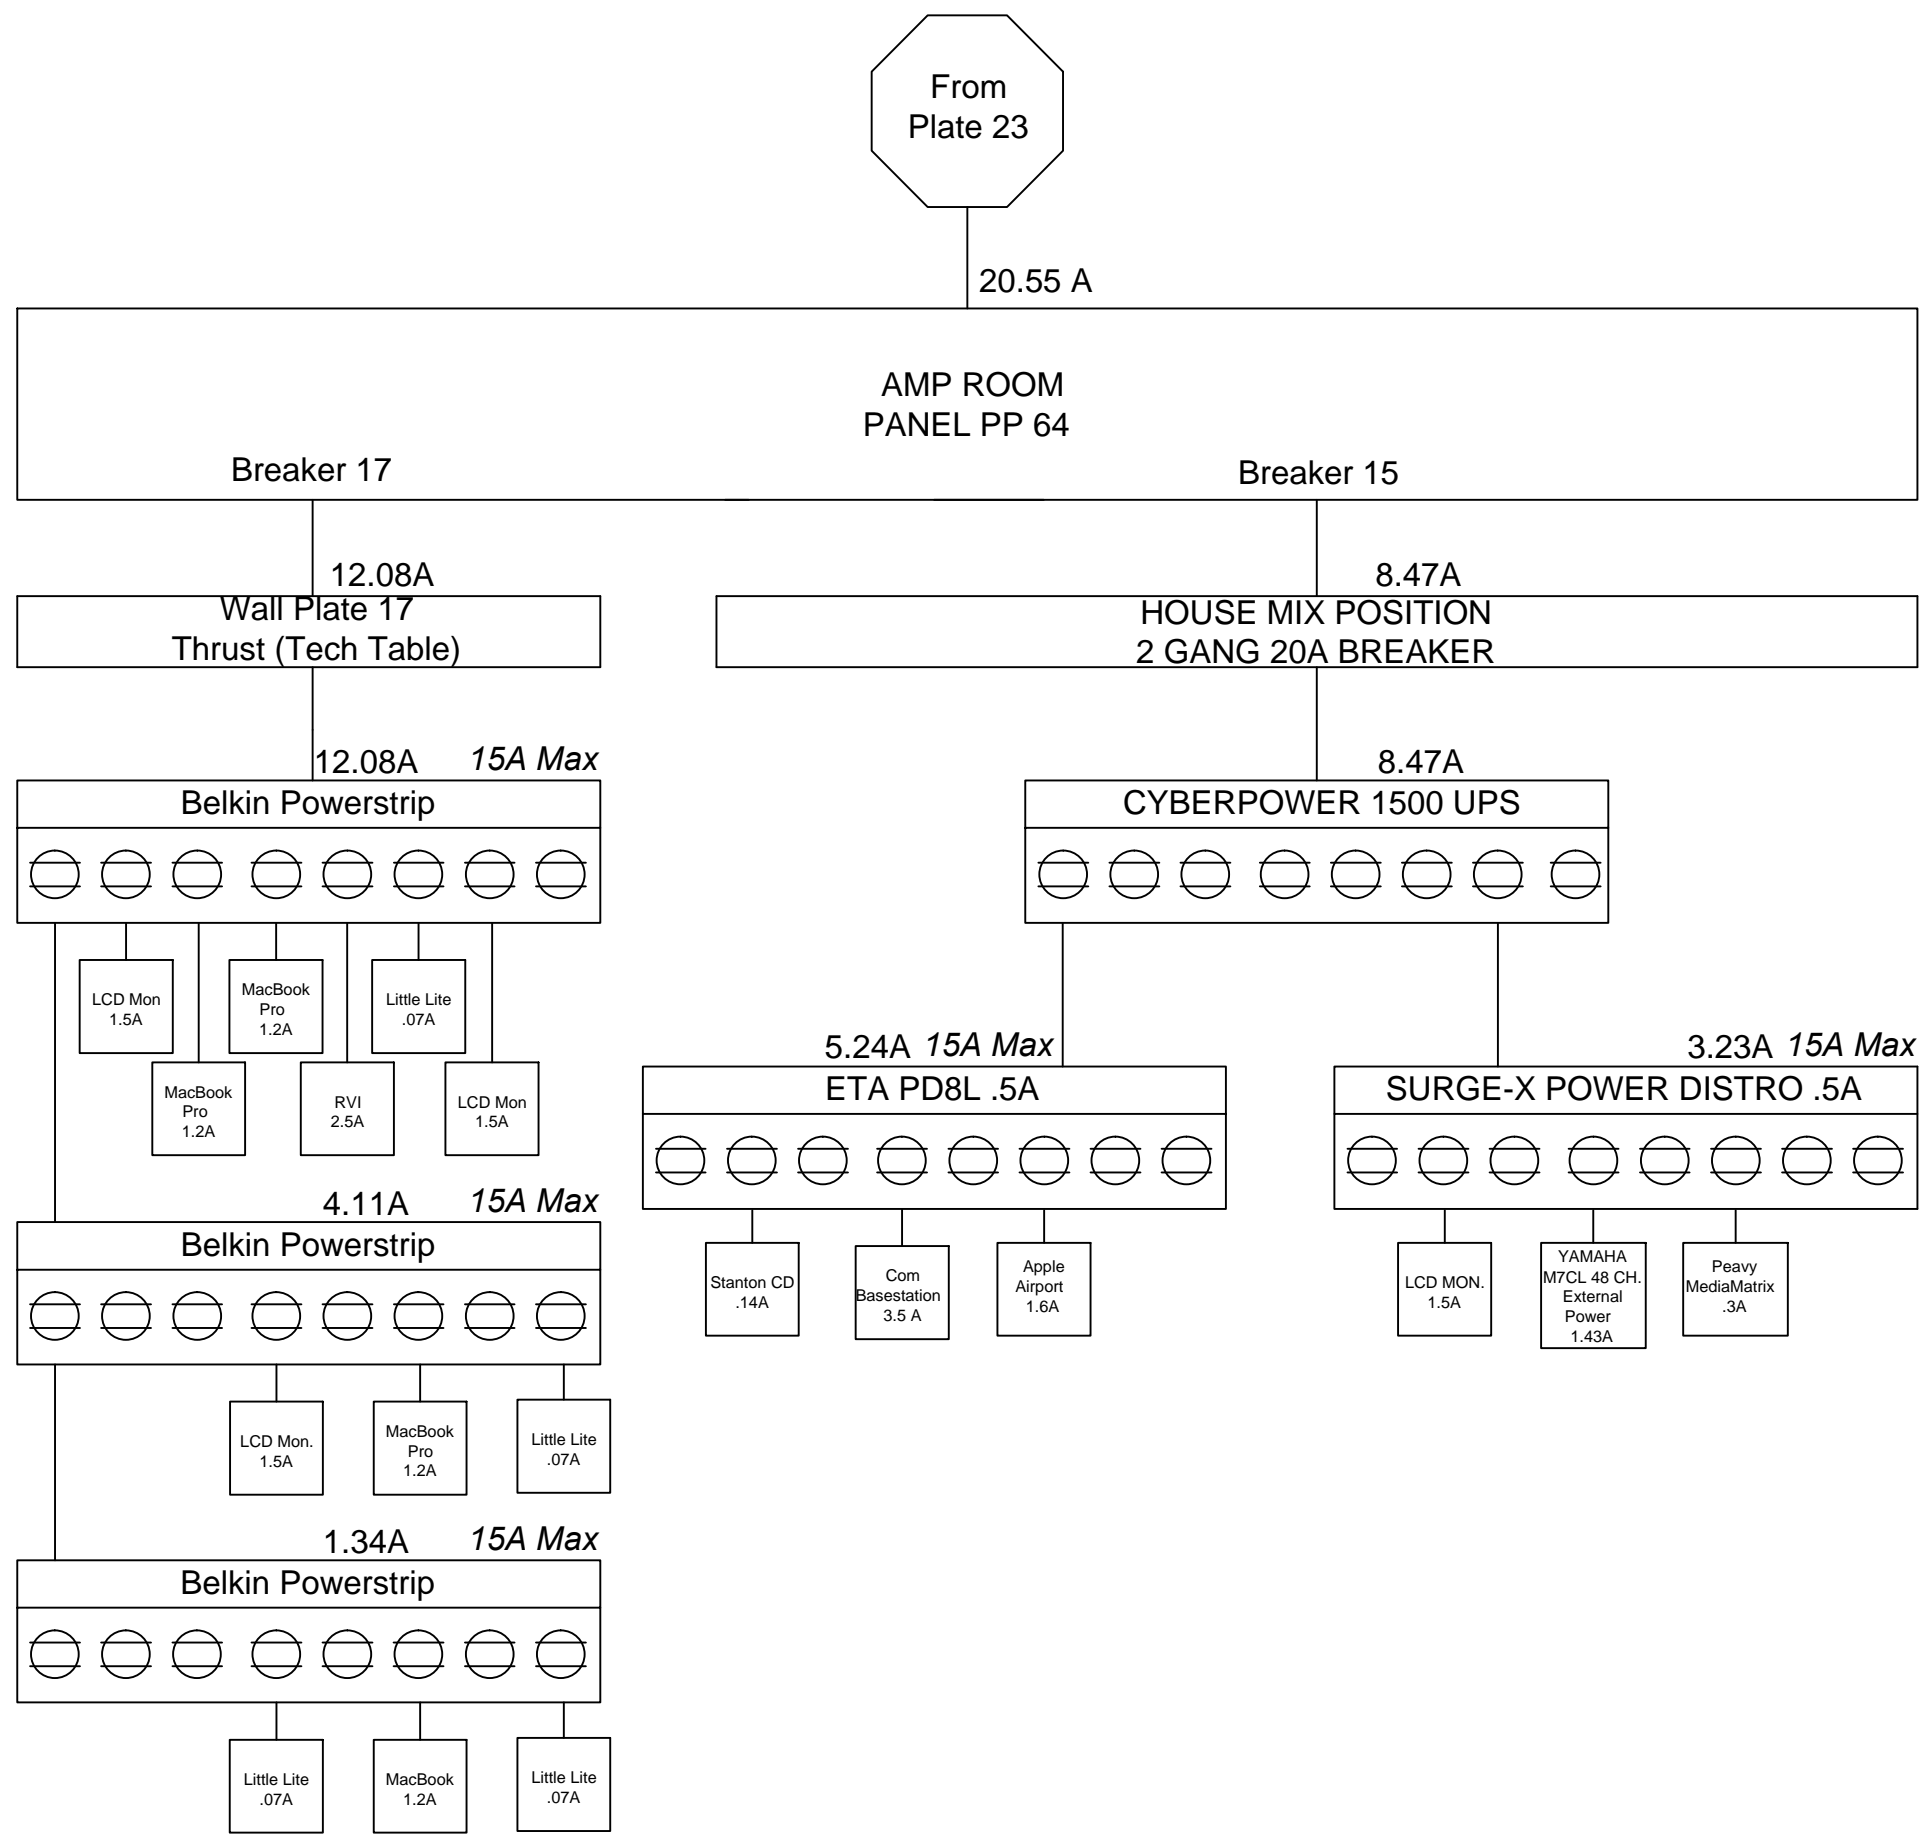 From
Plate 23
20.55 A
AMP ROOM
PANEL PP 64
Breaker 17
Breaker 15
12.08A
8.47A
Wall Plate 17
Thrust (Tech Table)
HOUSE MIX POSITION
2 GANG 20A BREAKER
12.08A
15A Max
8.47A
Belkin Powerstrip
CYBERPOWER 1500 UPS
LCD Mon
1.5A
MacBook
Pro
1.2A
MacBook
Pro
1.2A
RVI
2.5A
Little Lite
.07A
LCD Mon
1.5A
5.24A 15A Max
ETA PD8L .5A
3.23A 15A Max
SURGE-X POWER DISTRO .5A
Stanton CD
.14A
Com
Basestation
3.5 A
Apple
Airport
1.6A
LCD MON.
1.5A
YAMAHA
M7CL 48 CH.
External
Power
1.43A
Peavy
MediaMatrix
.3A
4.11A
15A Max
Belkin Powerstrip
LCD Mon.
1.5A
MacBook
Pro
1.2A
Little Lite
.07A
1.34A
15A Max
Belkin Powerstrip
Little Lite
.07A
MacBook
1.2A
Little Lite
.07A